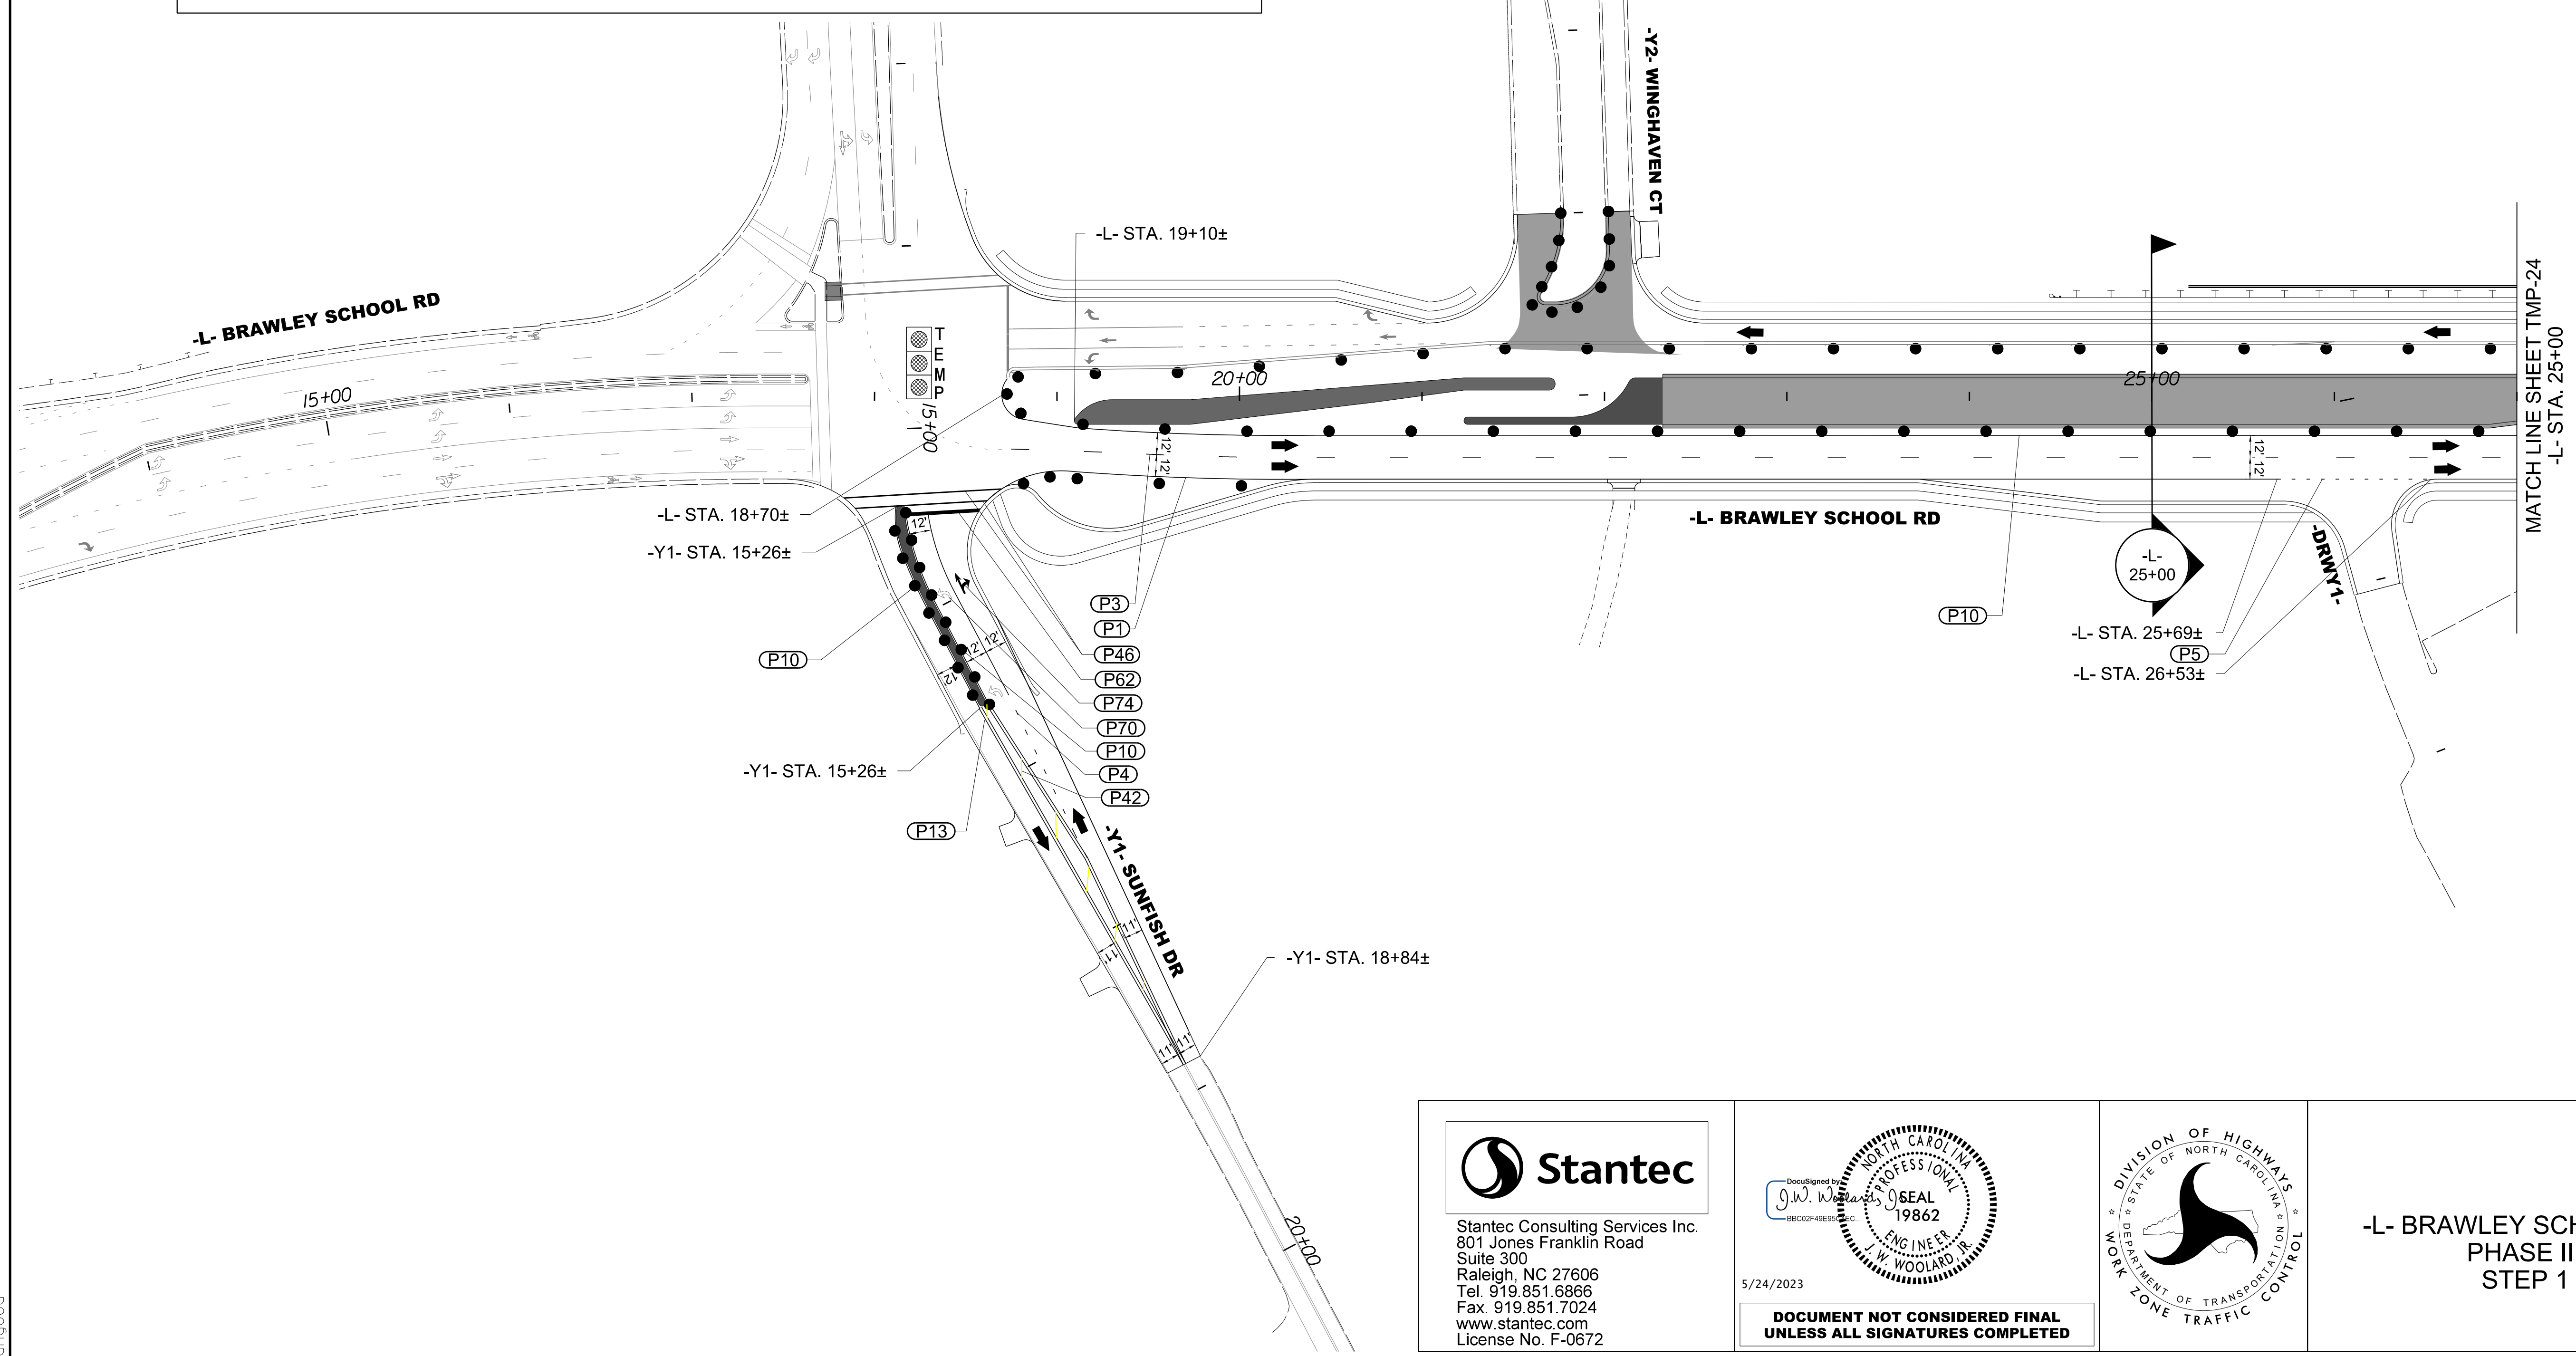 -L- BRAWLEY SCHOOL RD
15+00
-Y2- WINGHAVEN CT
-L- STA. 19+10±
TEMP
15+00
20+00
25+00
MATCH LINE SHEET TMP-24
-L- STA. 25+00
12'
12'
12'
12'
-L- STA. 18+70±
-Y1- STA. 15+26±
12'
-L- BRAWLEY SCHOOL RD
-L-
25+00
-DRWY1-
P3
P1
P46
P62
P74
P70
P10
P4
P42
P10
P10
-L- STA. 25+69±
P5
-L- STA. 26+53±
12'
12'
12'
-Y1- STA. 15+26±
P13
-Y1- SUNFISH DR
11'
11'
-Y1- STA. 18+84±
11'
11'
20+00
Stantec
Stantec Consulting Services Inc.
801 Jones Franklin Road
Suite 300
Raleigh, NC 27606
Tel. 919.851.6866
Fax. 919.851.7024
www.stantec.com
License No. F-0672
DocuSigned by:
J.W. Woolard, Jr.
NORTH CAROLINA
PROFESSIONAL
SEAL
19862
ENGINEER
J. W. WOOLARD, JR.
5/24/2023
DOCUMENT NOT CONSIDERED FINAL
UNLESS ALL SIGNATURES COMPLETED
DIVISION OF HIGHWAYS
STATE OF NORTH CAROLINA
DEPARTMENT OF TRANSPORTATION
WORK ZONE TRAFFIC CONTROL
-L- BRAWLEY SCH
PHASE II
STEP 1